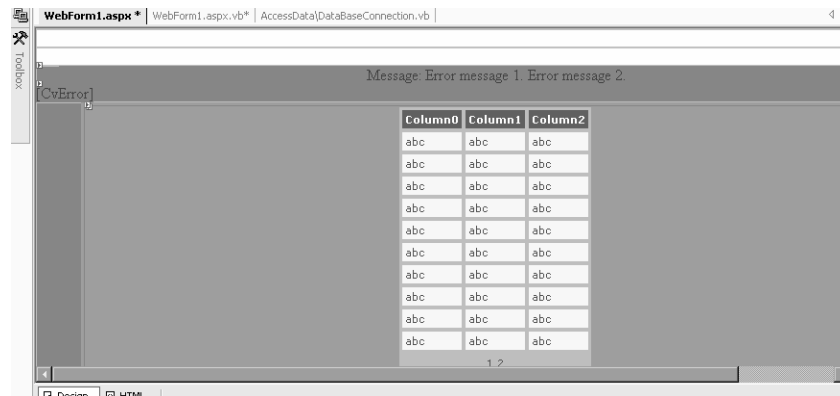 WebForm1.aspx * WebForm1.aspx.vb* AccessData\DataBaseConnection.vb
Toolbox
Message: Error message 1. Error message 2.
[CvError]
Column0 Column1 Column2
abc abc abc
abc abc abc
abc abc abc
abc abc abc
abc abc abc
abc abc abc
abc abc abc
abc abc abc
abc abc abc
abc abc abc
1 2
Design HTML